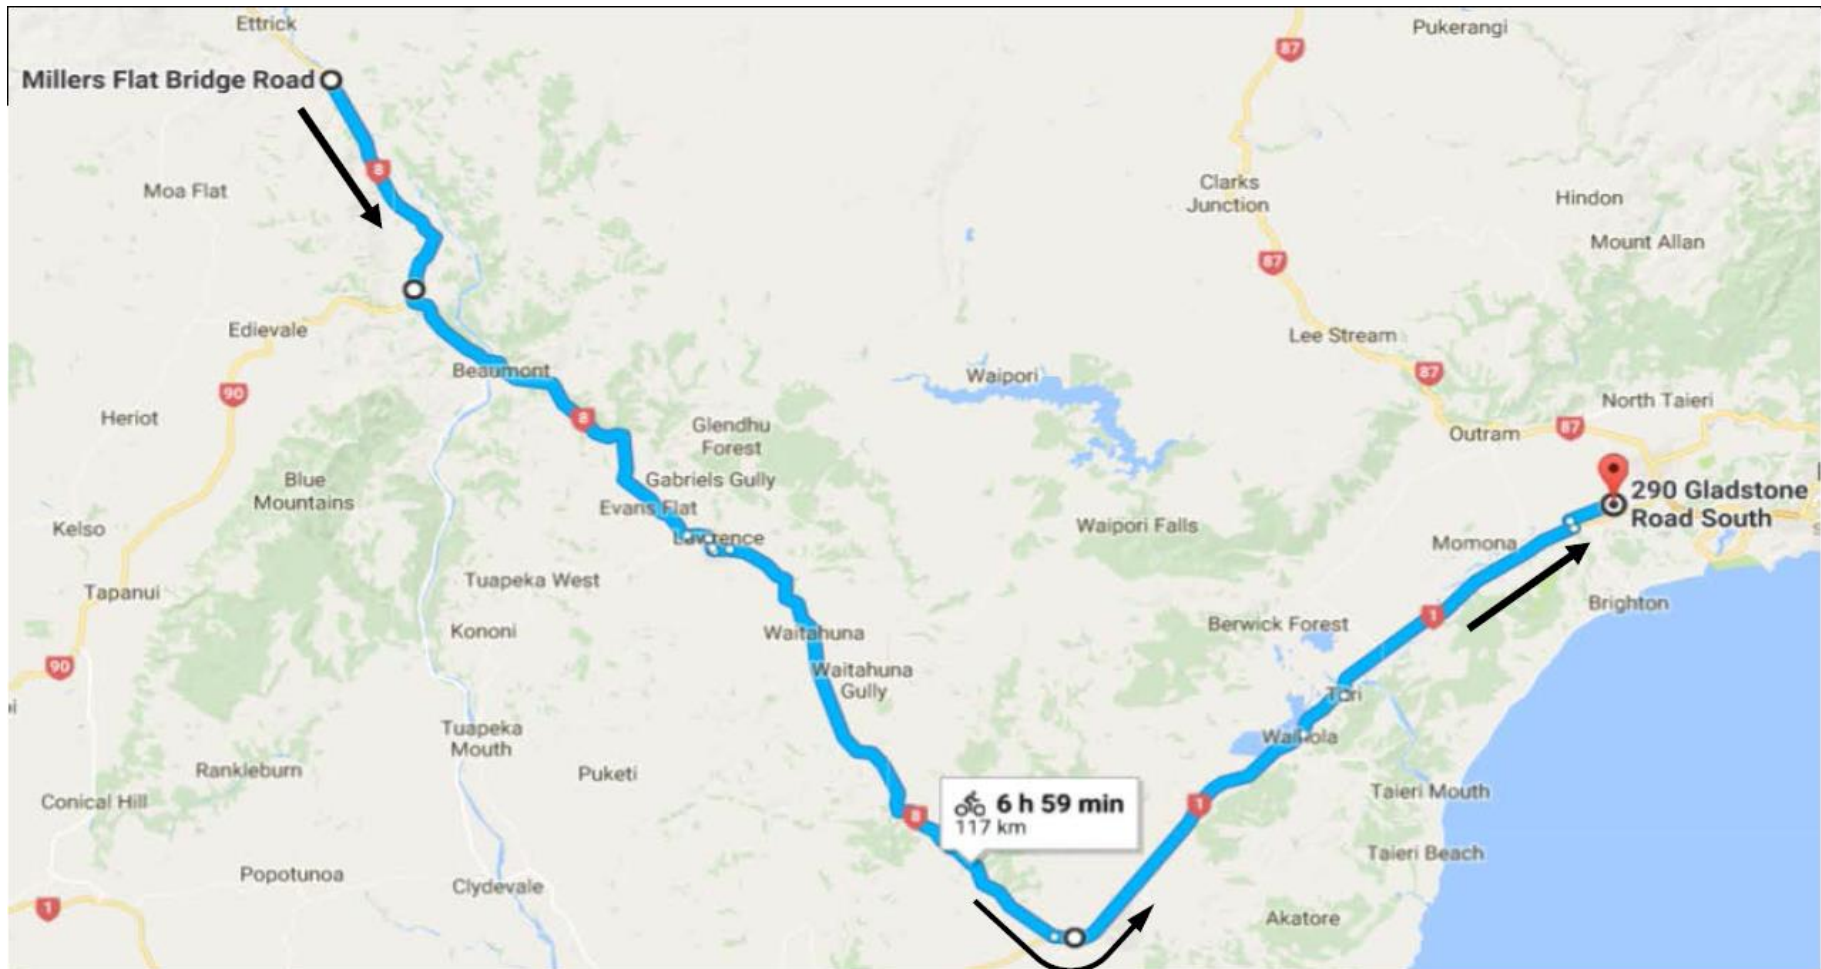 Ettrick
Pukerangi
87
Millers Flat Bridge Road
8
Moa Flat
Clarks
Junction
Hindon
Mount Allan
87
Edievale
Lee Stream
Beaumont
Waipori
87
90
North Taieri
Heriot
8
Glendhu
Forest
Outram
87
Blue
Mountains
Gabriels Gully
290 Gladstone
Road South
Evans Flat
Kelso
Waipori Falls
Lawrence
Momona
Tuapeka West
Tapanui
Brighton
1
Kononi
Waitahuna
Berwick Forest
90
Waitahuna
Gully
Tuapeka
Mouth
Waihola
Rankleburn
Puketi
Conical Hill
6 h 59 min
117 km
8
1
Taieri Mouth
Taieri Beach
Popotunoa
Clydevale
1
Akatore